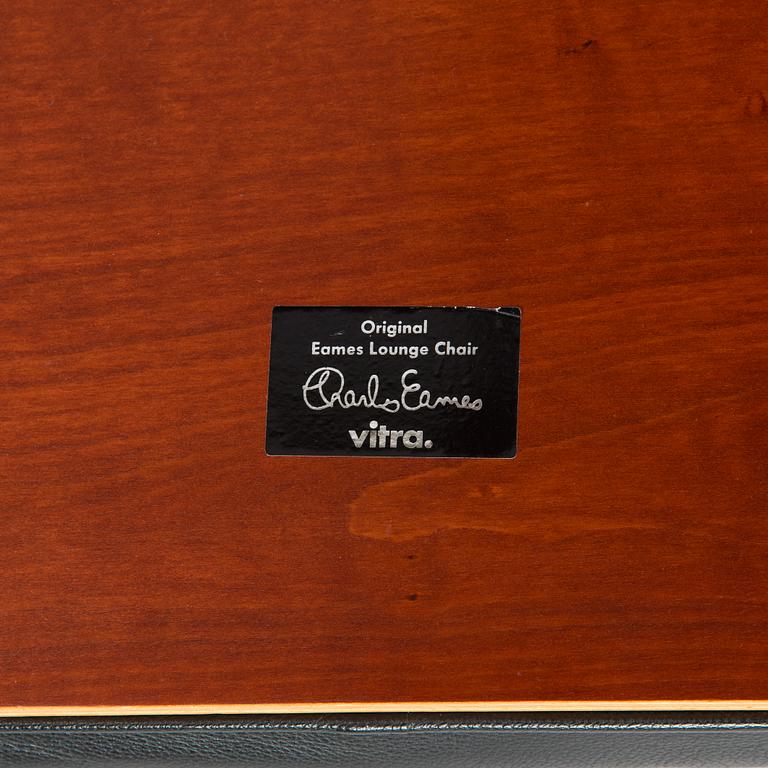 Original
Eames Lounge Chair
Charles Eames
vitra.